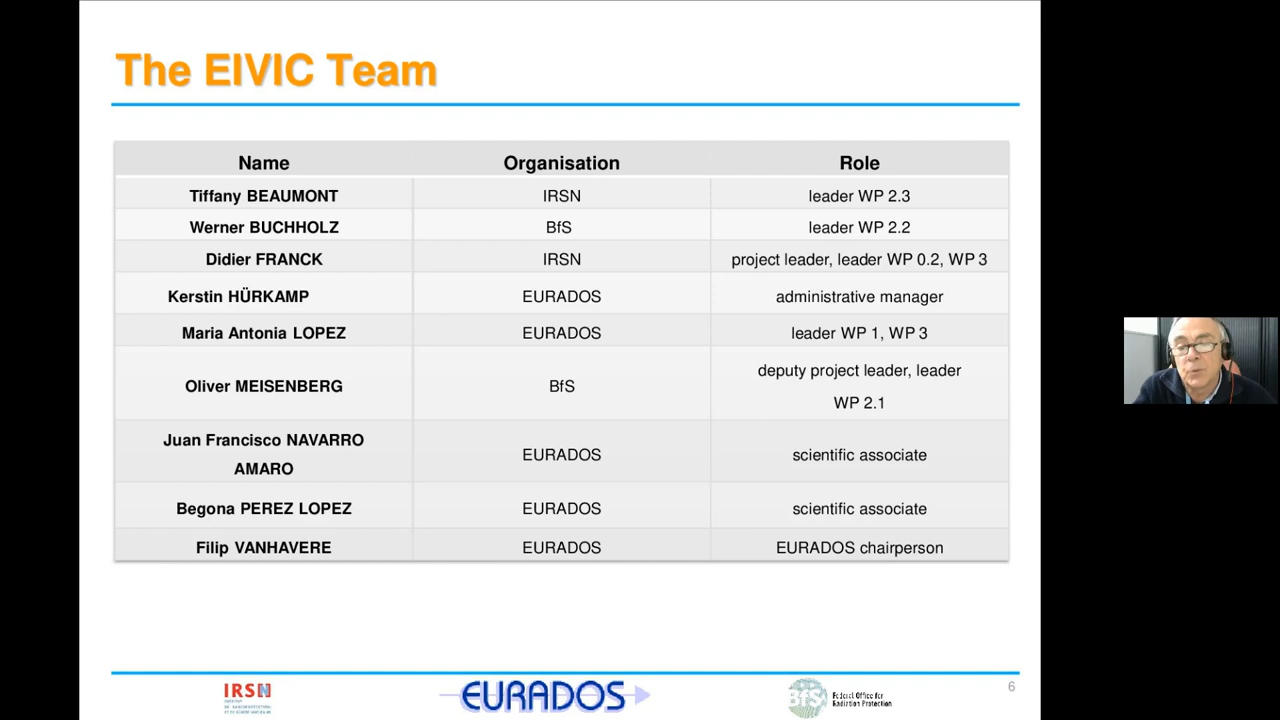 The EIVIC Team
Name Organisation Role
Tiffany BEAUMONT IRSN leader WP 2.3
Werner BUCHHOLZ BfS leader WP 2.2
Didier FRANCK IRSN project leader, leader WP 0.2, WP 3
Kerstin HÜRKAMP EURADOS administrative manager
Maria Antonia LOPEZ EURADOS leader WP 1, WP 3
Oliver MEISENBERG BfS deputy project leader, leader
WP 2.1
Juan Francisco NAVARRO
AMARO EURADOS scientific associate
Begona PEREZ LOPEZ EURADOS scientific associate
Filip VANHAVERE EURADOS EURADOS chairperson
6
IRSN
EURADOS
BfS
Federal Office for
Radiation Protection